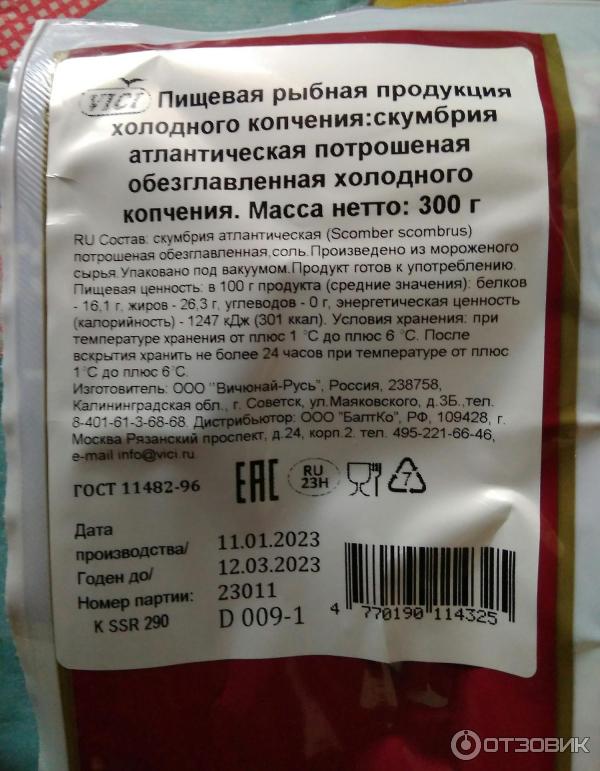 VICI Пищевая рыбная продукция
холодного копчения:скумбрия
атлантическая потрошеная
обезглавленная холодного
копчения. Масса нетто: 300 г
RU Состав: скумбрия атлантическая (Scomber scombrus)
потрошеная обезглавленная,соль.Произведено из мороженого
сырья.Упаковано под вакуумом.Продукт готов к употреблению.
Пищевая ценность: в 100 г продукта (средние значения): белков
- 16,1 г, жиров - 26,3 г, углеводов - 0 г, энергетическая ценность
(калорийность) - 1247 кДж (301 ккал). Условия хранения: при
температуре хранения от плюс 1 °С до плюс 6 °С. После
вскрытия хранить не более 24 часов при температуре от плюс
1 °С до плюс 6 °С.
Изготовитель: ООО "Вичюнай-Русь", Россия, 238758,
Калининградская обл., г. Советск, ул.Маяковского, д.3Б.,тел.
8-401-61-3-68-68. Дистрибьютор: ООО "БалтКо", РФ, 109428, г.
Москва Рязанский проспект, д.24, корп.2. тел. 495-221-66-46,
e-mail info@vici.ru
ГОСТ 11482-96
EAC
RU
23H
7
Дата
производства/ 11.01.2023
Годен до/ 12.03.2023
Номер партии: 23011
K SSR 290 D 009-1
4 770190 114325
ОТЗОВИК